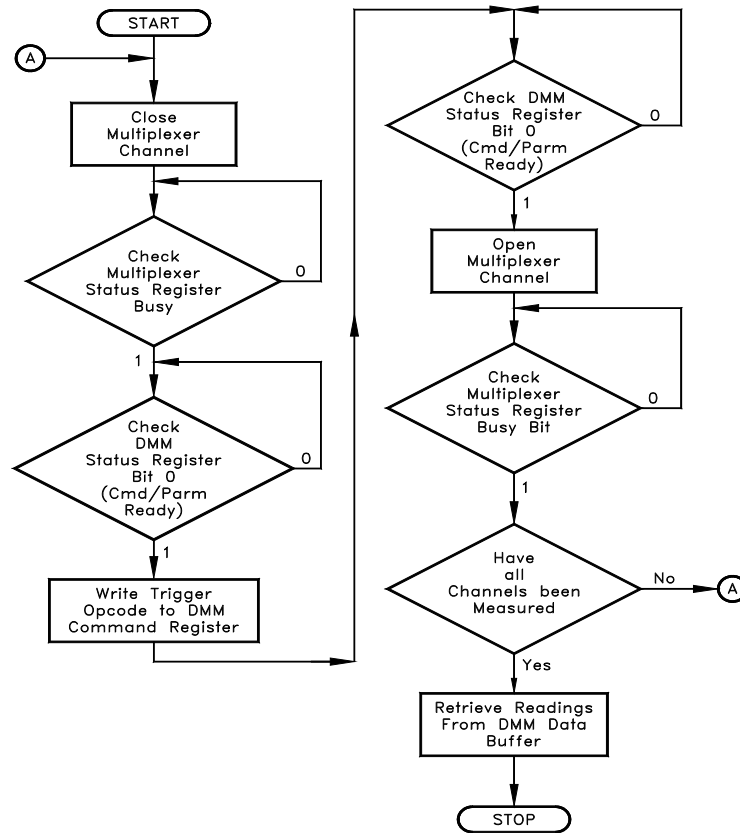 START
A
Close
Multiplexer
Channel
Check
Multiplexer
Status Register
Busy
0
1
Check
DMM
Status Register
Bit 0
(Cmd/Parm
Ready)
0
1
Write Trigger
Opcode to DMM
Command Register
Check DMM
Status Register
Bit 0
(Cmd/Parm
Ready)
0
1
Open
Multiplexer
Channel
Check
Multiplexer
Status Register
Busy Bit
0
1
Have
all
Channels been
Measured
No
A
Yes
Retrieve Readings
From DMM Data
Buffer
STOP